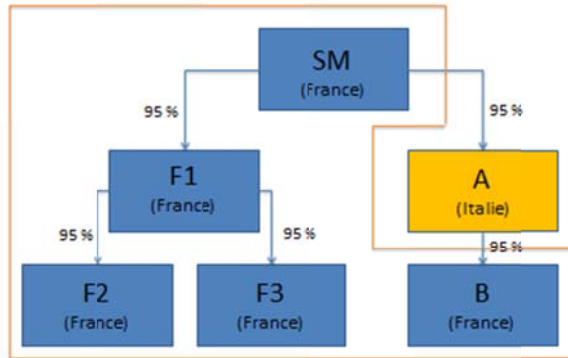 SM
(France)
95 %
95 %
F1
(France)
A
(Italie)
95 %
95 %
95 %
F2
(France)
F3
(France)
B
(France)